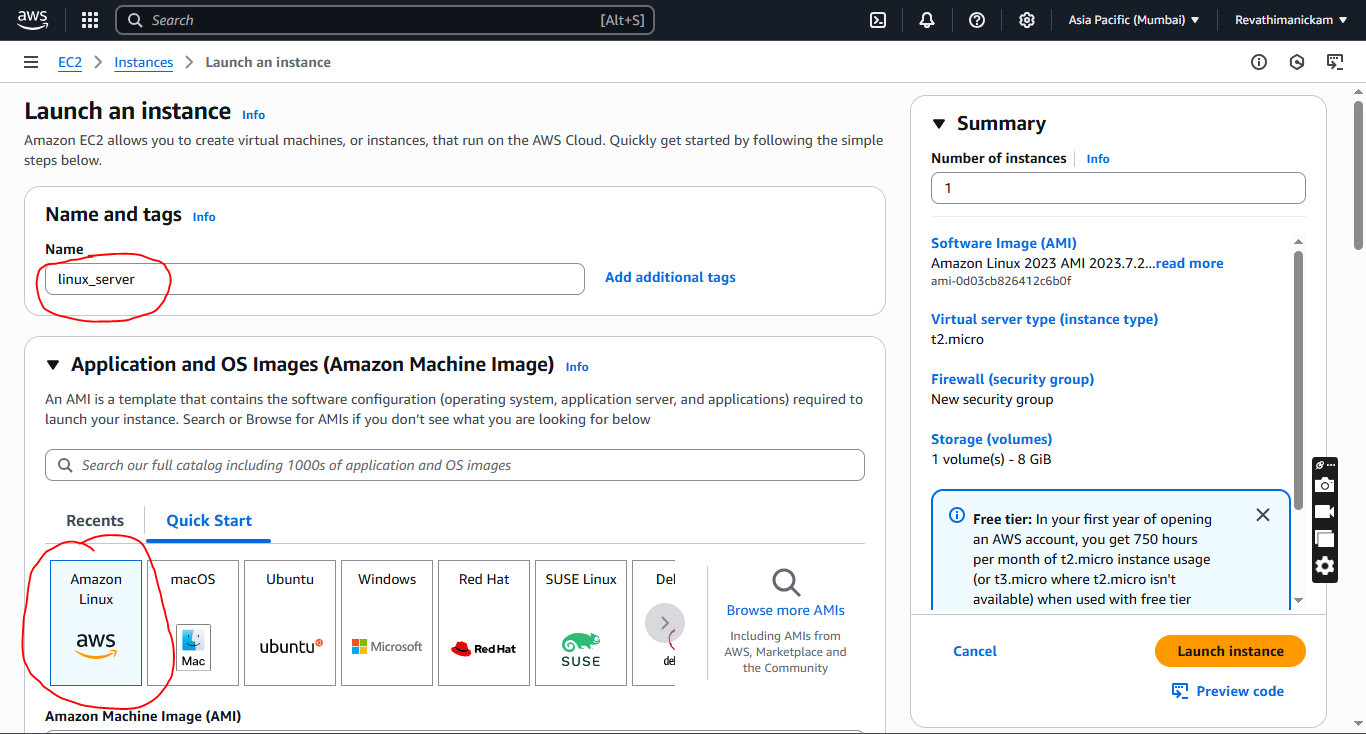 aws
Search [Alt+S]
Asia Pacific (Mumbai)
Revathimanickam
EC2
Instances
Launch an instance
Launch an instance
Info
Amazon EC2 allows you to create virtual machines, or instances, that run on the AWS Cloud. Quickly get started by following the simple
steps below.
Name and tags
Info
Name
linux_server
Add additional tags
Application and OS Images (Amazon Machine Image)
Info
An AMI is a template that contains the software configuration (operating system, application server, and applications) required to
launch your instance. Search or Browse for AMIs if you don't see what you are looking for below
Search our full catalog including 1000s of application and OS images
Recents
Quick Start
Amazon
Linux
aws
macOS
Mac
Ubuntu
ubuntu
Windows
Microsoft
Red Hat
Red Hat
SUSE Linux
SUSE
Browse more AMIs
Including AMIs from
AWS, Marketplace and
the Community
Amazon Machine Image (AMI)
Summary
Number of instances
Info
1
Software Image (AMI)
Amazon Linux 2023 AMI 2023.7.2...read more
ami-0d03cb826412c6b0f
Virtual server type (instance type)
t2.micro
Firewall (security group)
New security group
Storage (volumes)
1 volume(s) - 8 GiB
Free tier: In your first year of opening
an AWS account, you get 750 hours
per month of t2.micro instance usage
(or t3.micro where t2.micro isn't
available) when used with free tier
Cancel
Launch instance
Preview code